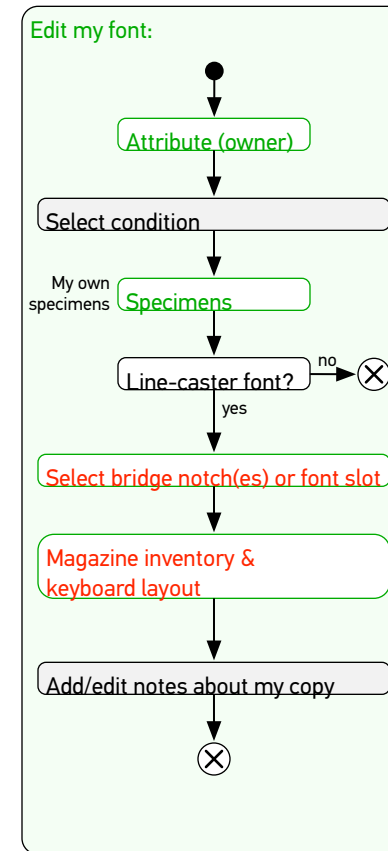 Edit my font:
Attribute (owner)
Select condition
My own
specimens
Specimens
Line-caster font?
no
yes
Select bridge notch(es) or font slot
Magazine inventory &
keyboard layout
Add/edit notes about my copy